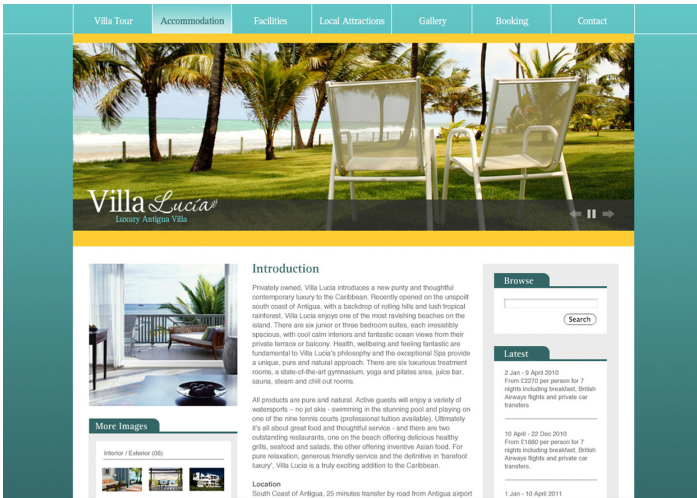 Villa Tour
Accommodation
Facilities
Local Attractions
Gallery
Booking
Contact
Villa Lucia
Luxury Antigua Villa
Introduction
Privately owned, Villa Lucia introduces a new purity and thoughtful
contemporary luxury to the Caribbean. Recently opened on the unspoilt
south coast of Antigua, with a backdrop of rolling hills and lush tropical
rainforest. Villa Lucia enjoys one of the most ravishing beaches on the
island. There are six junior or three bedroom suites, each irresistibly
spacious, with cool calm interiors and fantastic ocean views from their
private terrace or balcony. Health, wellbeing and feeling fantastic are
fundamental to Villa Lucia's philosophy and the exceptional Spa provide
a unique, pure and natural approach. There are six luxurious treatment
rooms, a state-of-the-art gymnasium, yoga and pilates area, juice bar,
sauna, steam and chill out rooms.
All products are pure and natural. Active guests will enjoy a variety of
watersports – no jet skis - swimming in the stunning pool and playing on
one of the nine tennis courts (professional tuition available). Ultimately
it's all about great food and thoughtful service - and there are two
outstanding restaurants, one on the beach offering delicious healthy
grills, seafood and salads, the other offering inventive Asian food. For
pure relaxation, generous friendly service and the definitive in 'barefoot
luxury', Villa Lucia is a truly exciting addition to the Caribbean.
Location
South Coast of Antigua, 25 minutes transfer by road from Antigua airport
More Images
Interior / Exterior (06)
Browse
Search
Latest
2 Jan - 9 April 2010
From £2270 per person for 7
nights including breakfast, British
Airways flights and private car
transfers
10 April - 22 Dec 2010
From £1680 per person for 7
nights including breakfast, British
Airways flights and private car
transfers.
1 Jan - 10 April 2011